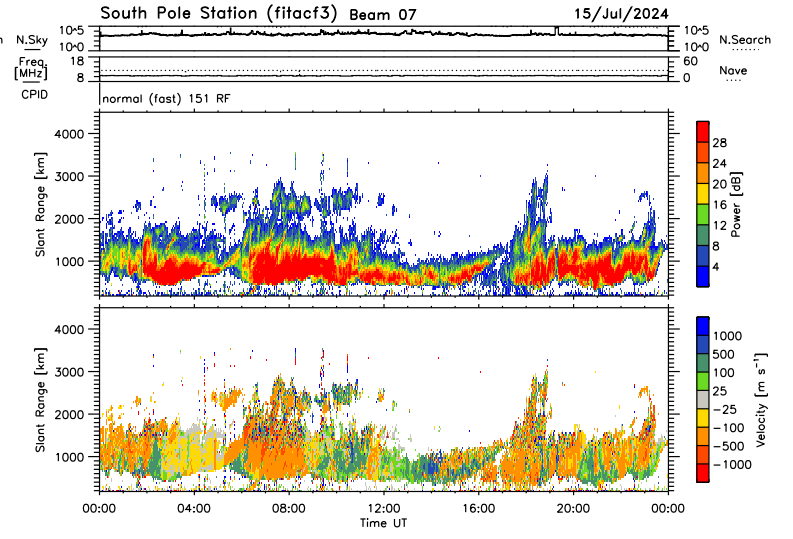 South Pole Station (fitacf3) Beam 07 15/Jul/2024
N.Sky 10^5 10^0 10^5 10^0 N.Search
Freq. [MHz] 18 8 60 0 Nave
CPID normal (fast) 151 RF
Slant Range [km] 4000 3000 2000 1000
28 24 20 16 12 8 4 Power [dB]
Slant Range [km] 4000 3000 2000 1000
1000 500 100 25 -25 -100 -500 -1000 Velocity [m s⁻¹]
00:00 04:00 08:00 12:00 16:00 20:00 00:00
Time UT